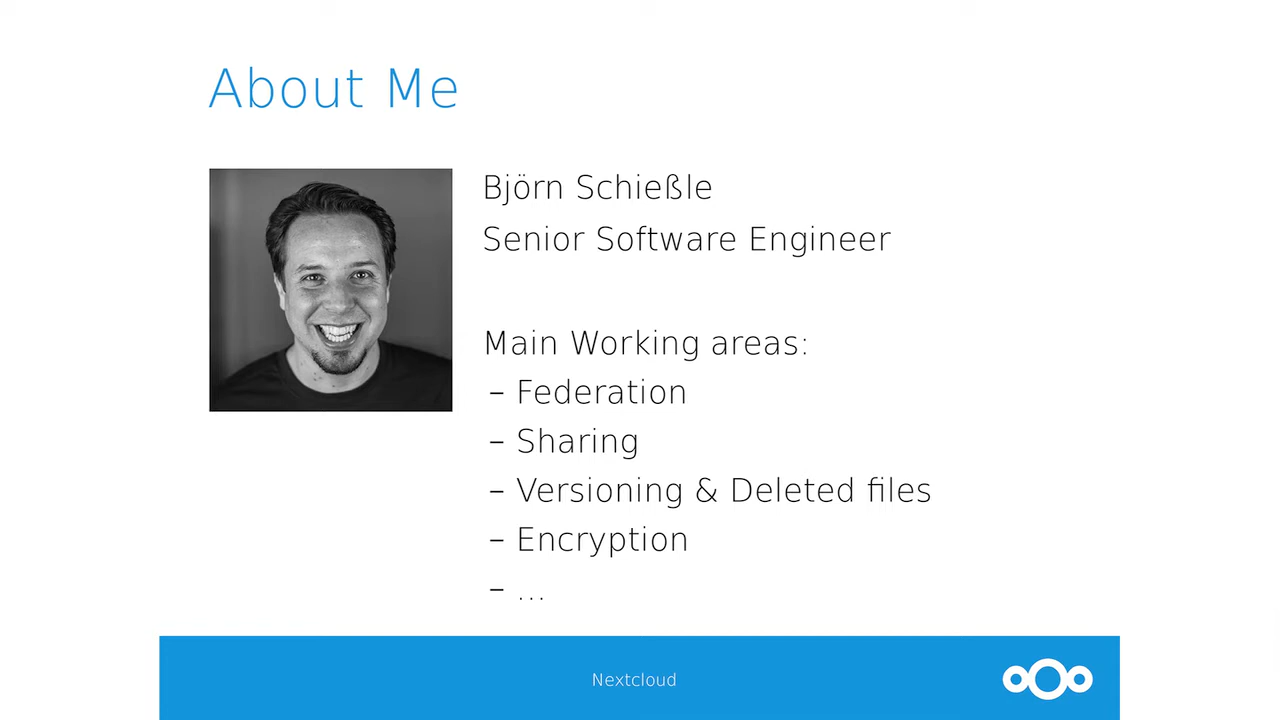 About Me
Björn Schießle
Senior Software Engineer
Main Working areas:
– Federation
– Sharing
– Versioning & Deleted files
– Encryption
– ...
Nextcloud